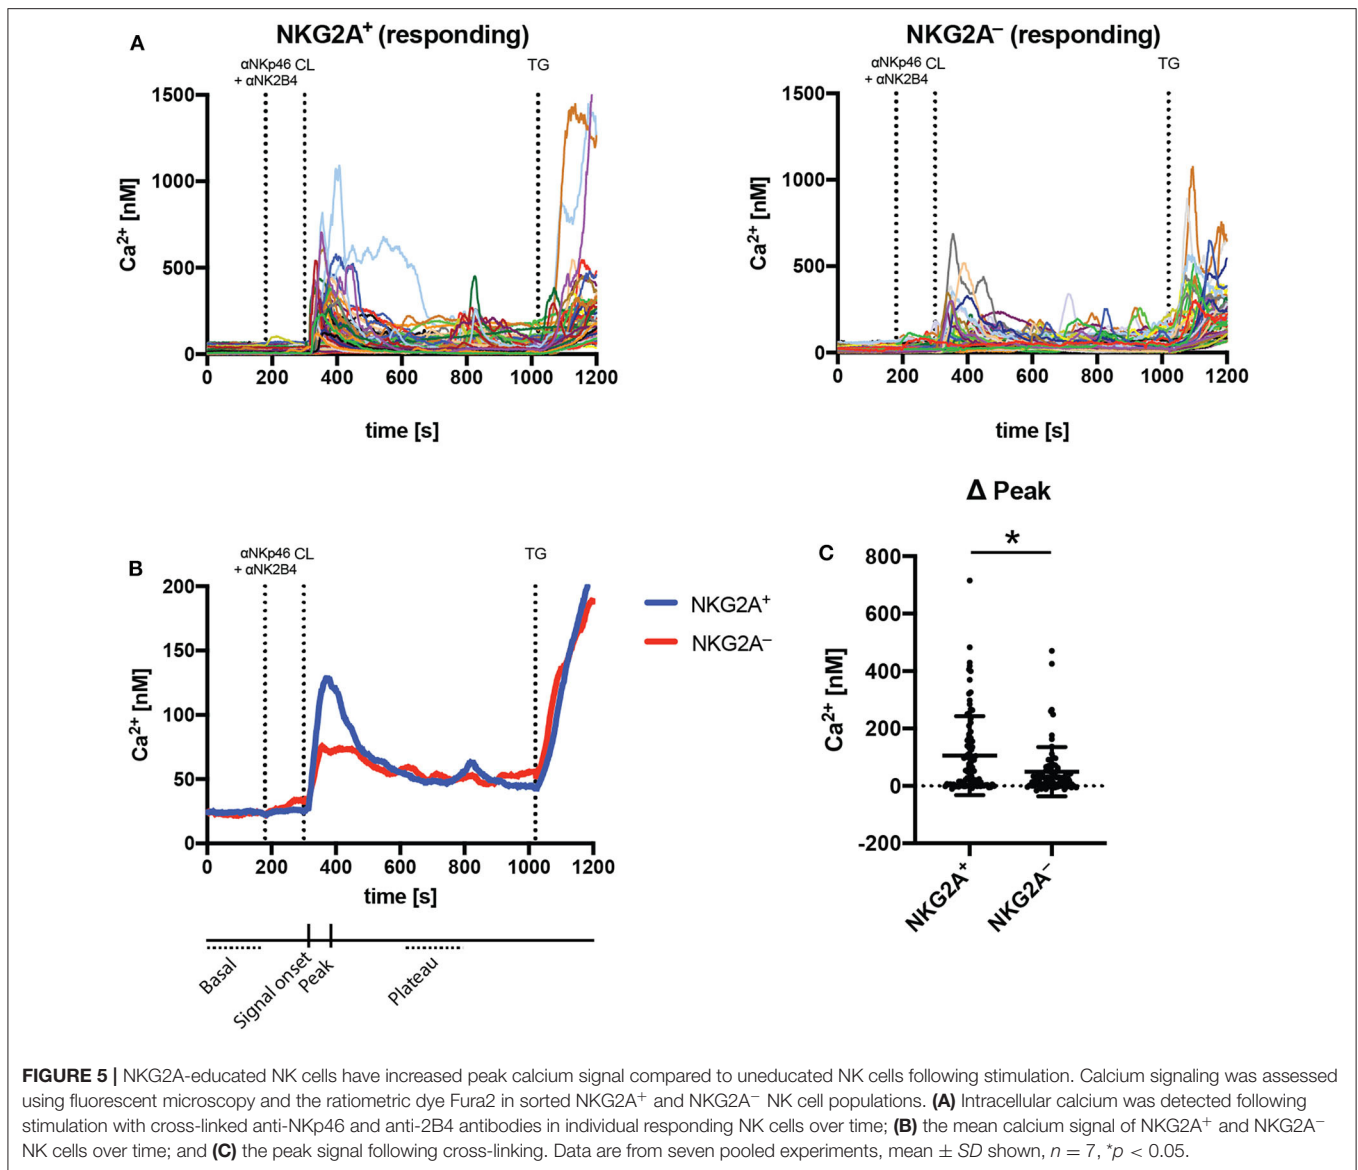 A
NKG2A⁺ (responding)
αNKp46 CL
+ αNK2B4
TG
1500
1000
500
0
Ca²⁺ [nM]
0 200 400 600 800 1000 1200
time [s]
NKG2A⁻ (responding)
αNKp46 CL
+ αNK2B4
TG
1500
1000
500
0
Ca²⁺ [nM]
0 200 400 600 800 1000 1200
time [s]
B
αNKp46 CL
+ αNK2B4
TG
200
150
100
50
0
Ca²⁺ [nM]
0 200 400 600 800 1000 1200
time [s]
NKG2A⁺
NKG2A⁻
Basal
Signal onset
Peak
Plateau
Δ Peak
C
*
800
600
400
200
0
-200
Ca²⁺ [nM]
NKG2A⁺
NKG2A⁻
FIGURE 5 | NKG2A-educated NK cells have increased peak calcium signal compared to uneducated NK cells following stimulation. Calcium signaling was assessed
using fluorescent microscopy and the ratiometric dye Fura2 in sorted NKG2A⁺ and NKG2A⁻ NK cell populations. (A) Intracellular calcium was detected following
stimulation with cross-linked anti-NKp46 and anti-2B4 antibodies in individual responding NK cells over time; (B) the mean calcium signal of NKG2A⁺ and NKG2A⁻
NK cells over time; and (C) the peak signal following cross-linking. Data are from seven pooled experiments, mean ± SD shown, n = 7, *p < 0.05.